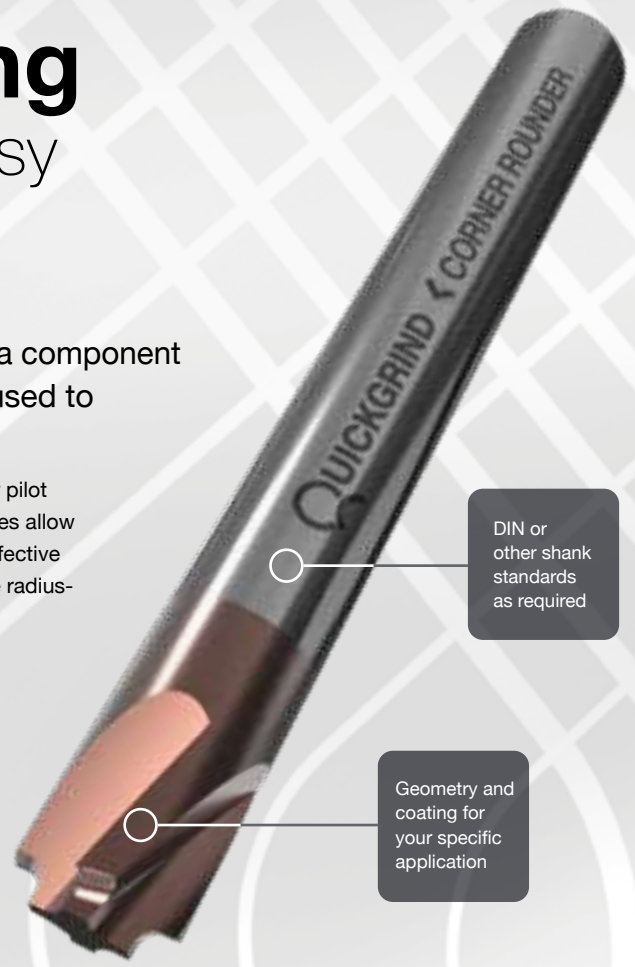 ng
sy
a component
used to
pilot
es allow
fective
radius-
QUICKGRIND CORNER ROUNDER
DIN or
other shank
standards
as required
Geometry and
coating for
your specific
application